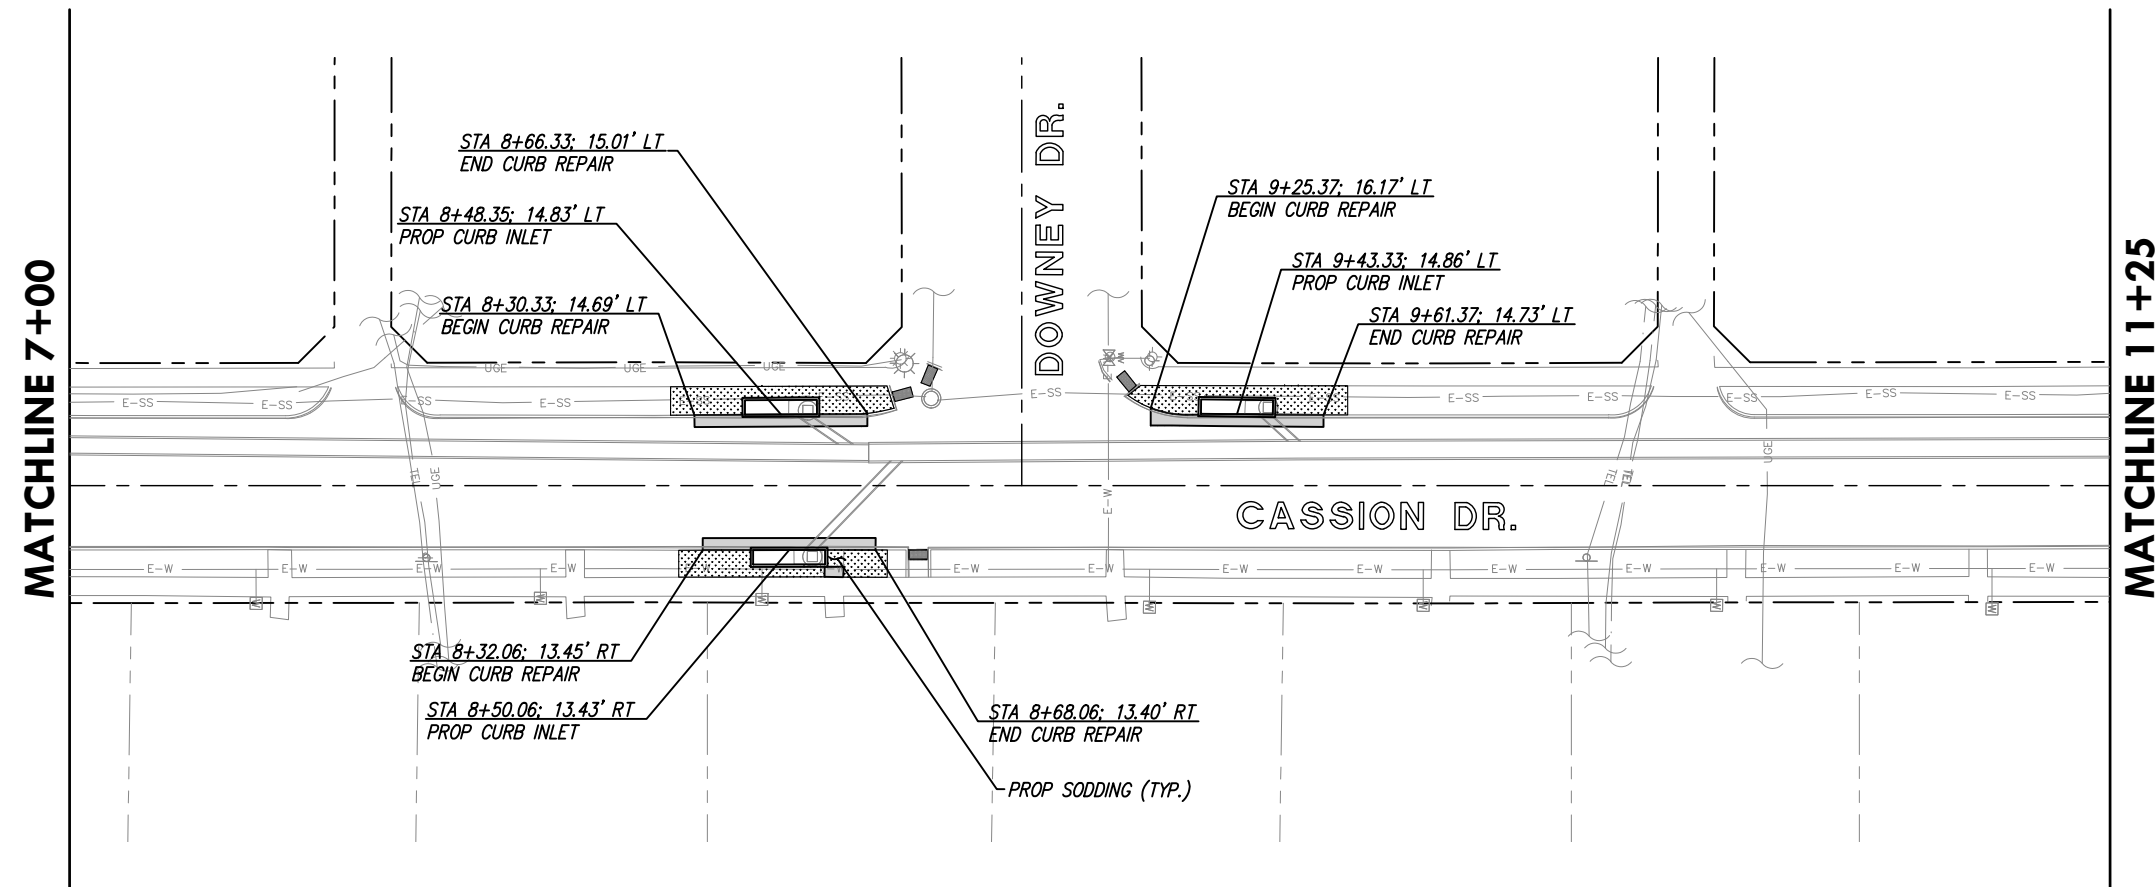 MATCHLINE 7+00
STA 8+66.33; 15.01' LT
END CURB REPAIR
STA 8+48.35; 14.83' LT
PROP CURB INLET
STA 8+30.33; 14.69' LT
BEGIN CURB REPAIR
DOWNEY DR.
STA 9+25.37; 16.17' LT
BEGIN CURB REPAIR
STA 9+43.33; 14.86' LT
PROP CURB INLET
STA 9+61.37; 14.73' LT
END CURB REPAIR
MATCHLINE 11+25
UGE
UGE
UGE
E-SS
E-SS
E-SS
E-SS
E-SS
E-SS
E-SS
E-SS
E-SS
TEL
UGE
E-W
TEL
TEL
UGE
CASSION DR.
E-W
E-W
E-W
E-W
E-W
E-W
E-W
E-W
E-W
E-W
E-W
E-W
E-W
STA 8+32.06; 13.45' RT
BEGIN CURB REPAIR
STA 8+50.06; 13.43' RT
PROP CURB INLET
STA 8+68.06; 13.40' RT
END CURB REPAIR
PROP SODDING (TYP.)